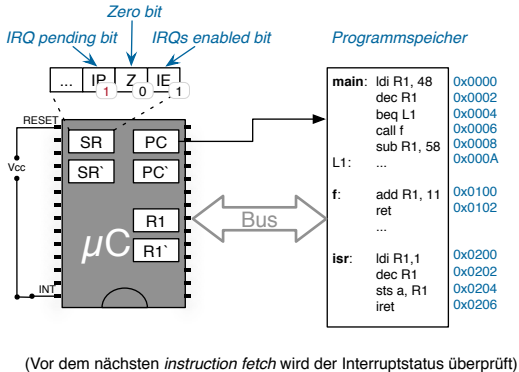 Zero bit
IRQ pending bit IRQs enabled bit
... IP Z IE
1 0 1
RESET
SR PC
SR` PC`
Vcc
R1
R1`
µC
INT
Bus
Programmspeicher
main: ldi R1, 48 0x0000
dec R1 0x0002
beq L1 0x0004
call f 0x0006
sub R1, 58 0x0008
L1: ... 0x000A
f: add R1, 11 0x0100
ret 0x0102
...
isr: ldi R1,1 0x0200
dec R1 0x0202
sts a, R1 0x0204
iret 0x0206
(Vor dem nächsten instruction fetch wird der Interruptstatus überprüft)